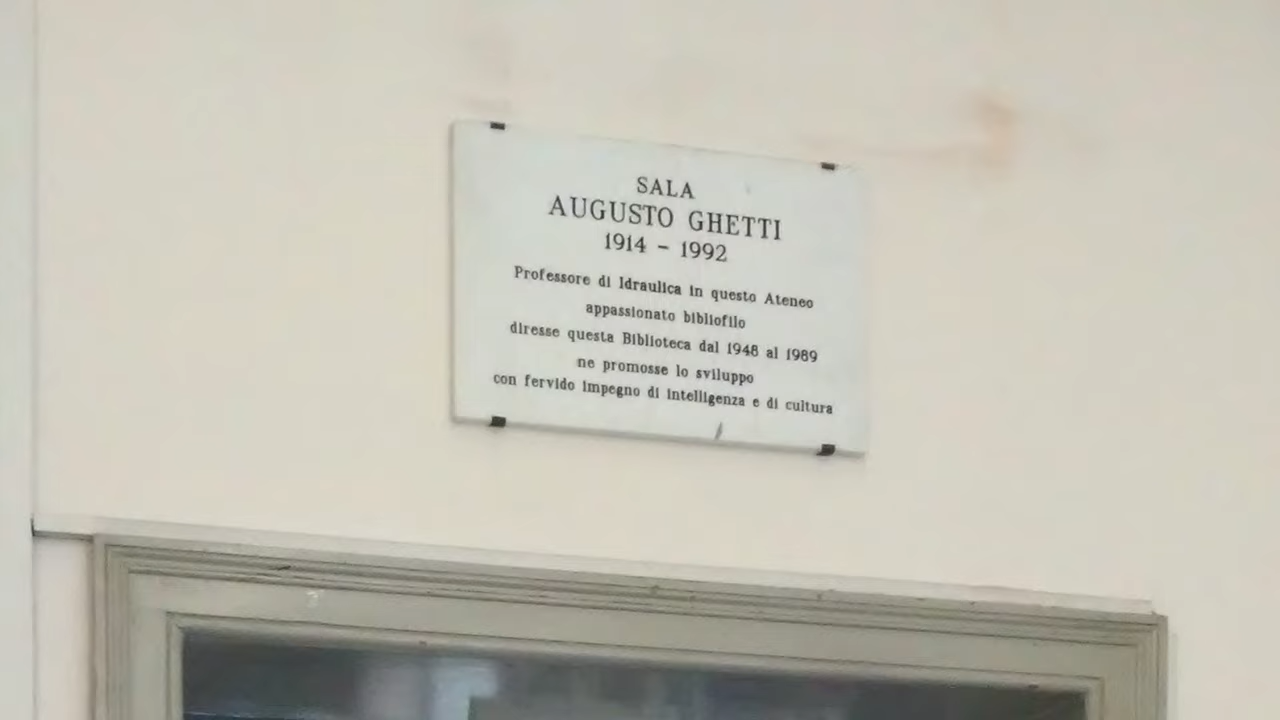 SALA
AUGUSTO GHETTI
1914 - 1992
Professore di Idraulica in questo Ateneo
appassionato bibliofilo
diresse questa Biblioteca dal 1948 al 1989
ne promosse lo sviluppo
con fervido impegno di intelligenza e di cultura